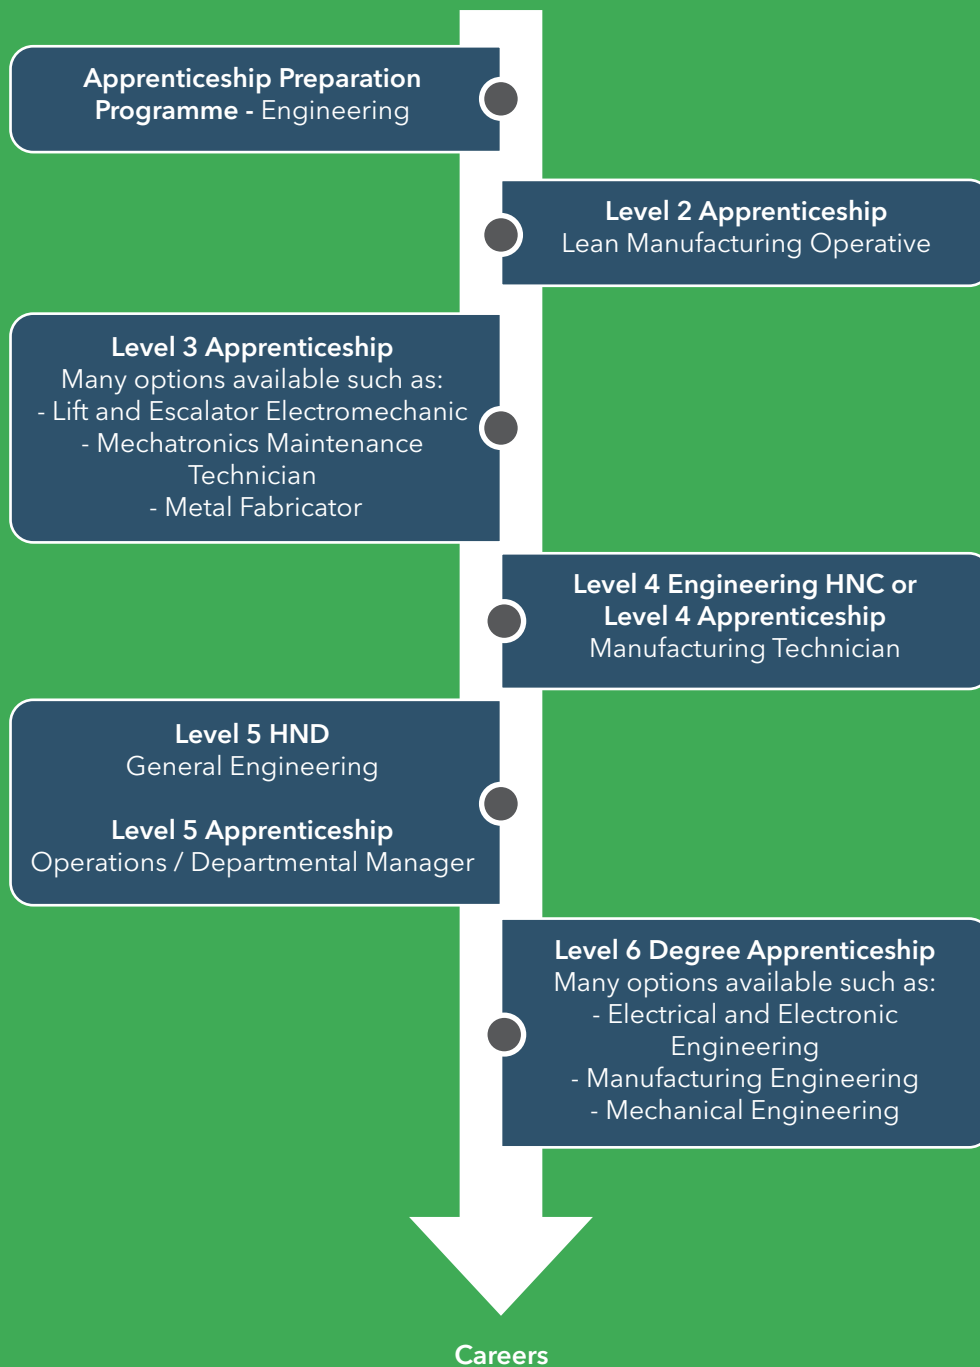 Apprenticeship Preparation
Programme - Engineering
Level 2 Apprenticeship
Lean Manufacturing Operative
Level 3 Apprenticeship
Many options available such as:
- Lift and Escalator Electromechanic
- Mechatronics Maintenance
Technician
- Metal Fabricator
Level 4 Engineering HNC or
Level 4 Apprenticeship
Manufacturing Technician
Level 5 HND
General Engineering
Level 5 Apprenticeship
Operations / Departmental Manager
Level 6 Degree Apprenticeship
Many options available such as:
- Electrical and Electronic
Engineering
- Manufacturing Engineering
- Mechanical Engineering
Careers